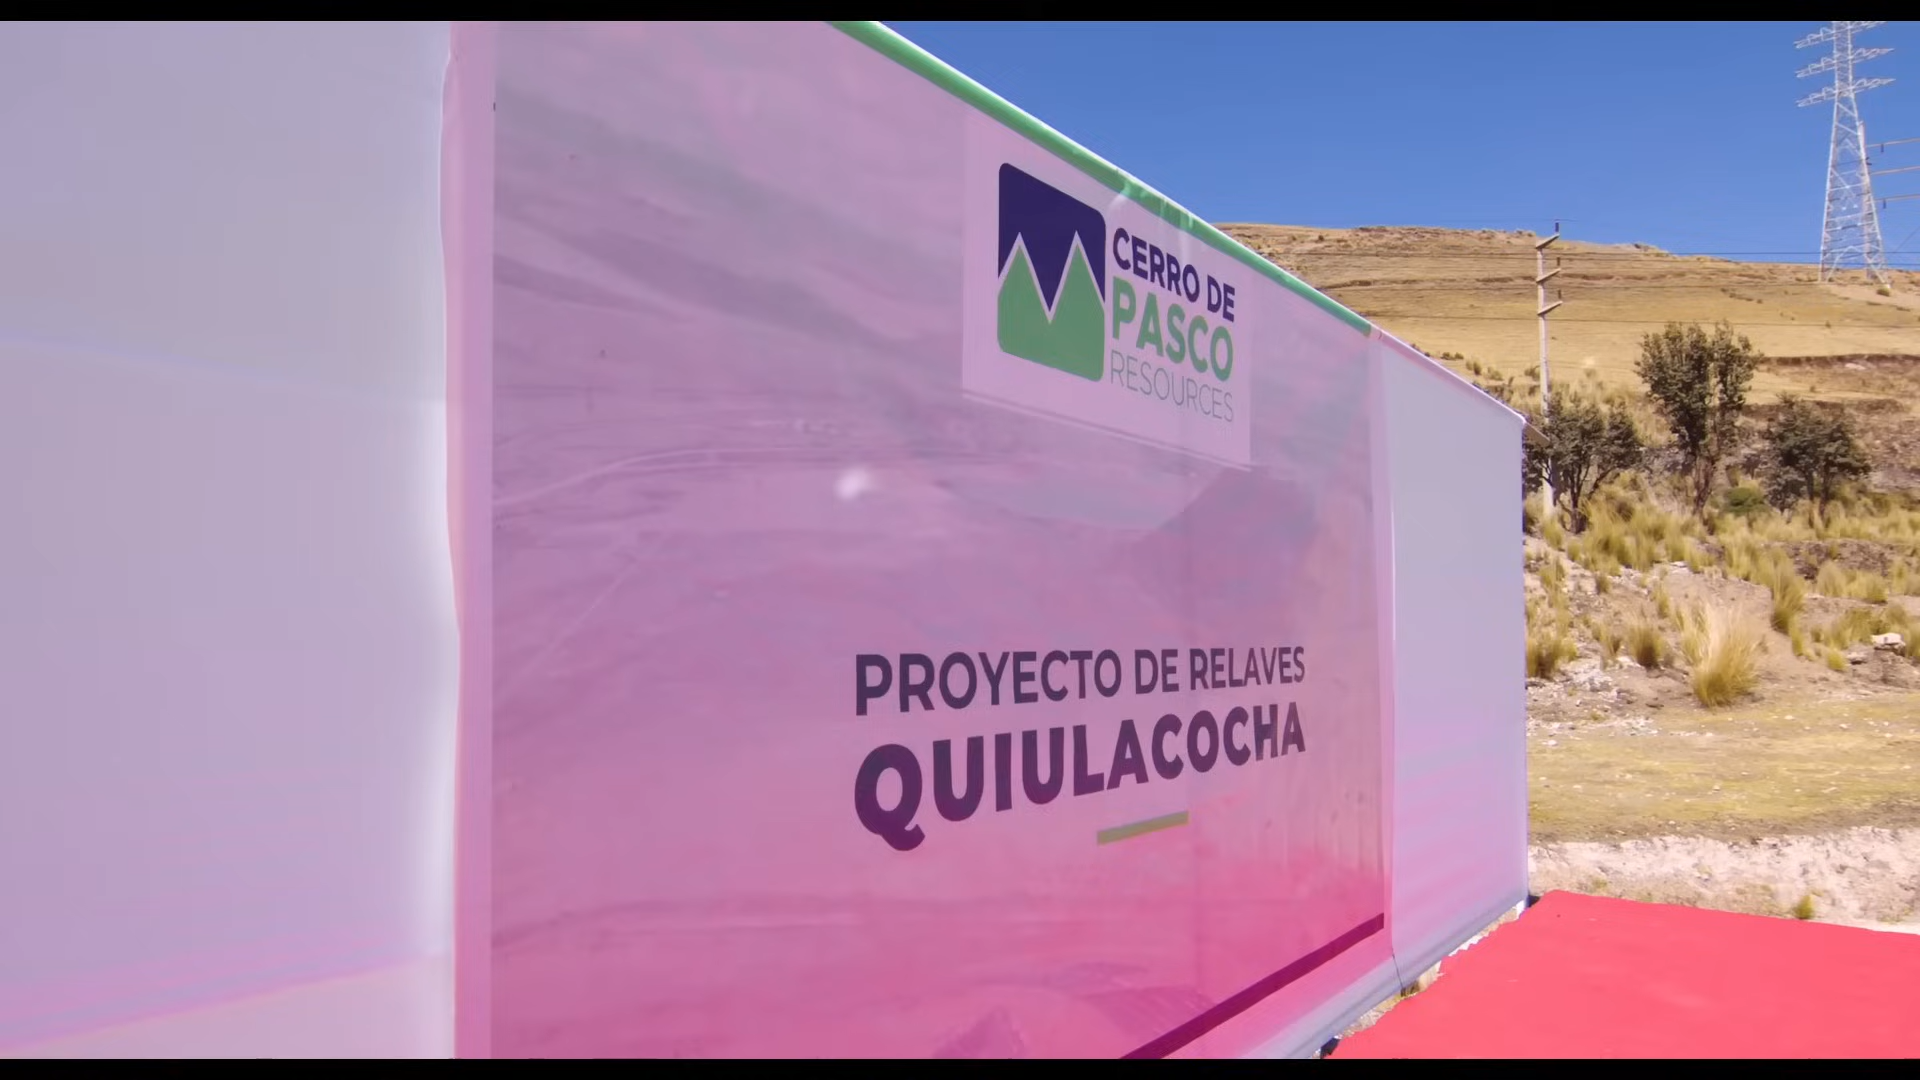 CERRO DE
PASCO
RESOURCES
PROYECTO DE RELAVES
QUIULACOCHA